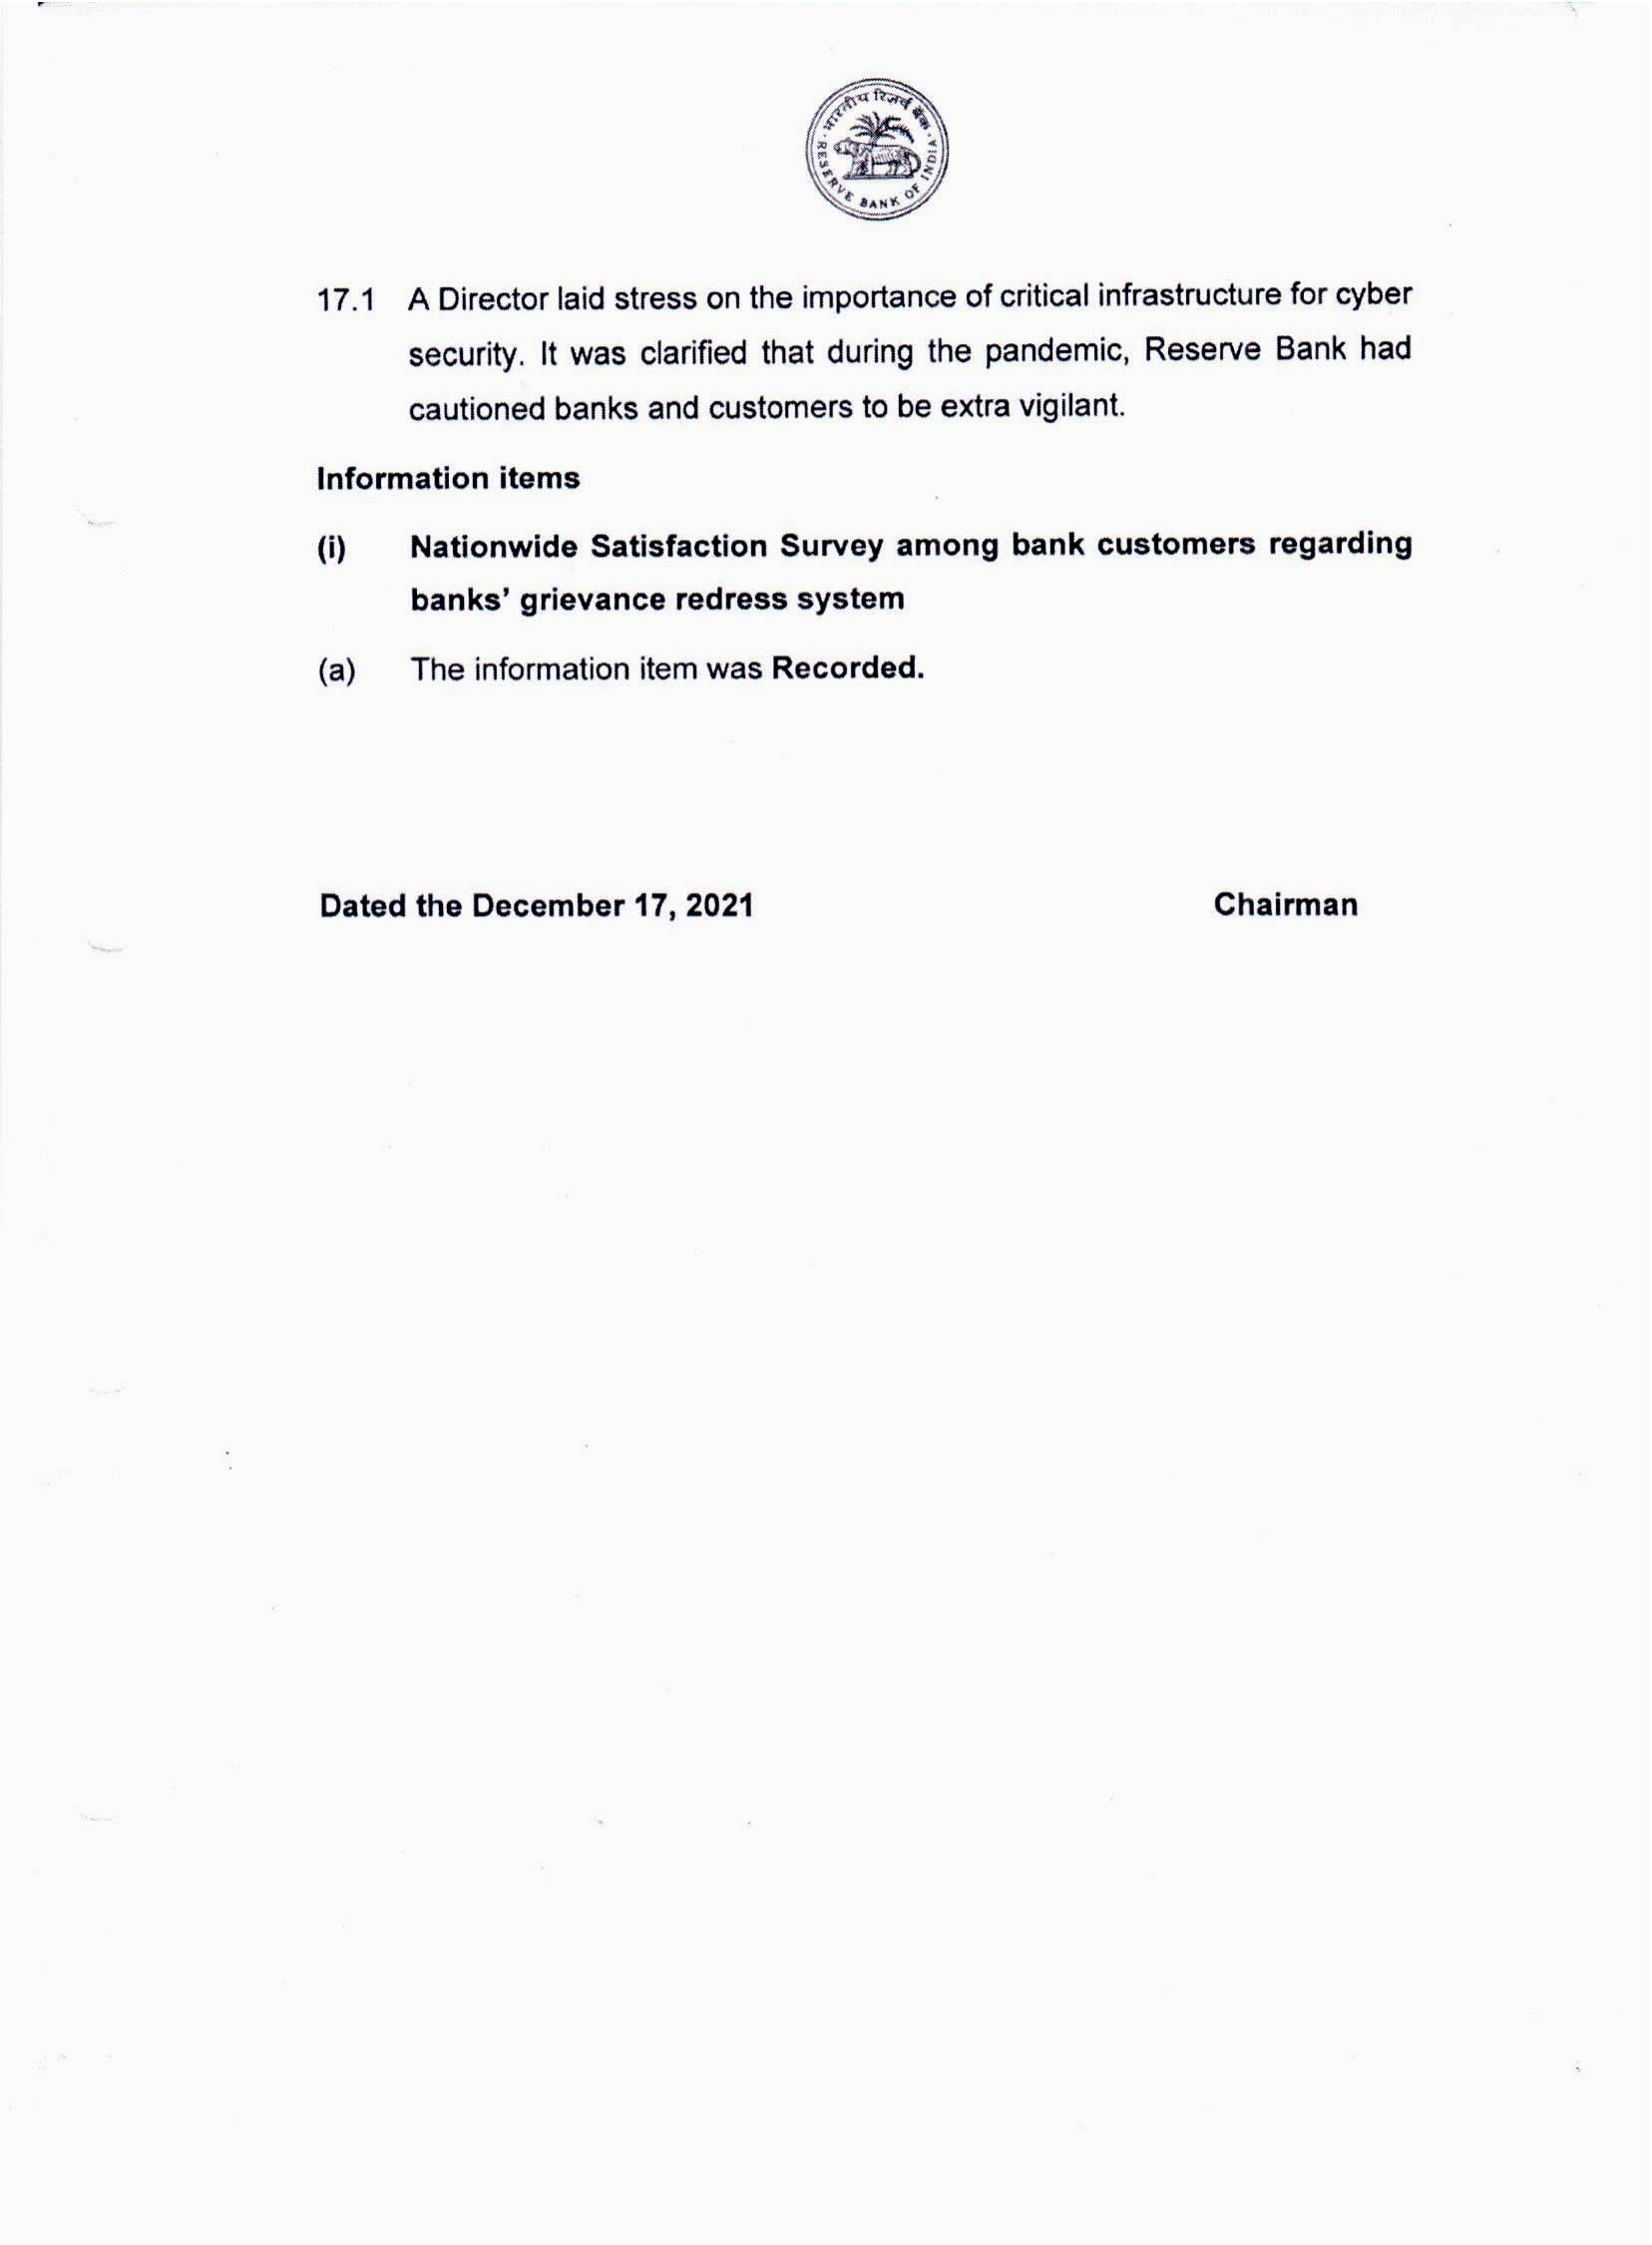 भारतीय रिज़र्व बैंक
RESERVE BANK OF INDIA
17.1 A Director laid stress on the importance of critical infrastructure for cyber
security. It was clarified that during the pandemic, Reserve Bank had
cautioned banks and customers to be extra vigilant.
Information items
(i) Nationwide Satisfaction Survey among bank customers regarding
banks' grievance redress system
(a) The information item was Recorded.
Dated the December 17, 2021 Chairman